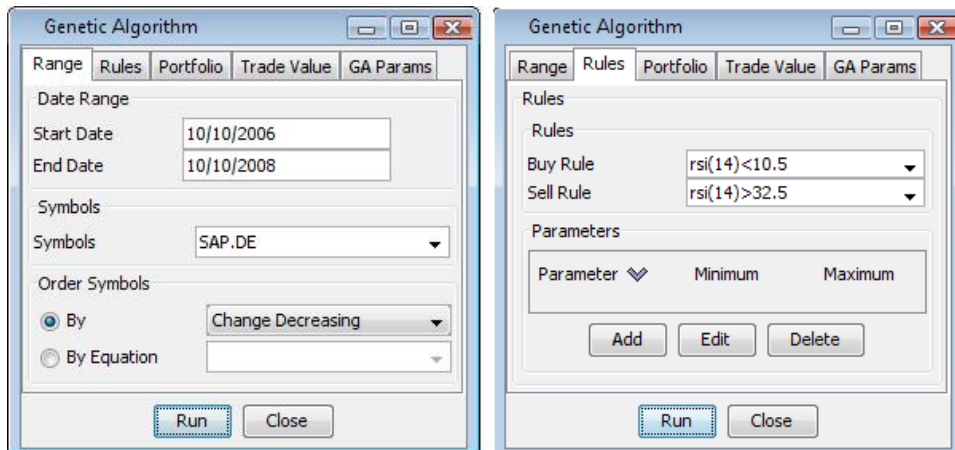 Genetic Algorithm
Range Rules Portfolio Trade Value GA Params
Date Range
Start Date 10/10/2006
End Date 10/10/2008
Symbols
Symbols SAP.DE
Order Symbols
By Change Decreasing
By Equation
Run Close
Genetic Algorithm
Range Rules Portfolio Trade Value GA Params
Rules
Rules
Buy Rule rsi(14)<10.5
Sell Rule rsi(14)>32.5
Parameters
Parameter Minimum Maximum
Add Edit Delete
Run Close